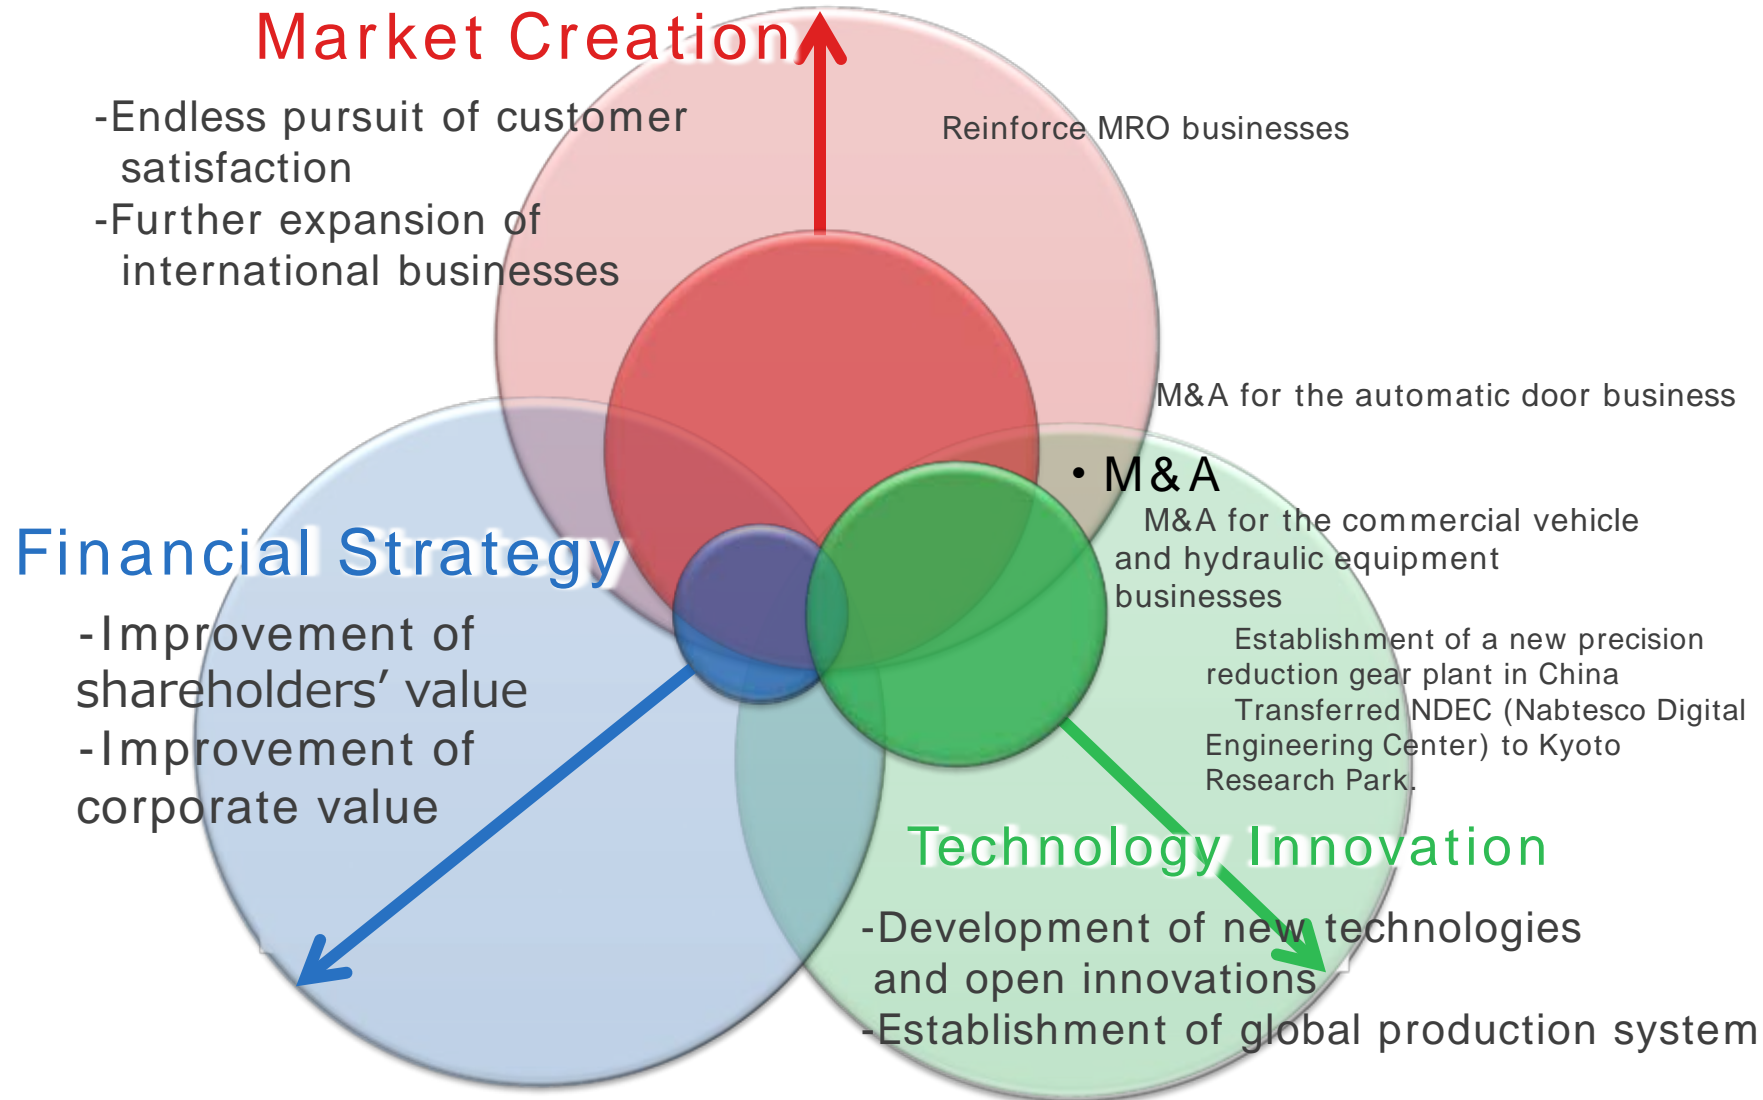 Market Creation
-Endless pursuit of customer
satisfaction
-Further expansion of
international businesses
Reinforce MRO businesses
M&A for the automatic door business
・M&A
M&A for the commercial vehicle
and hydraulic equipment
businesses
Financial Strategy
-Improvement of
shareholders’ value
-Improvement of
corporate value
Establishment of a new precision
reduction gear plant in China
Transferred NDEC (Nabtesco Digital
Engineering Center) to Kyoto
Research Park.
Technology Innovation
-Development of new technologies
and open innovations
-Establishment of global production system